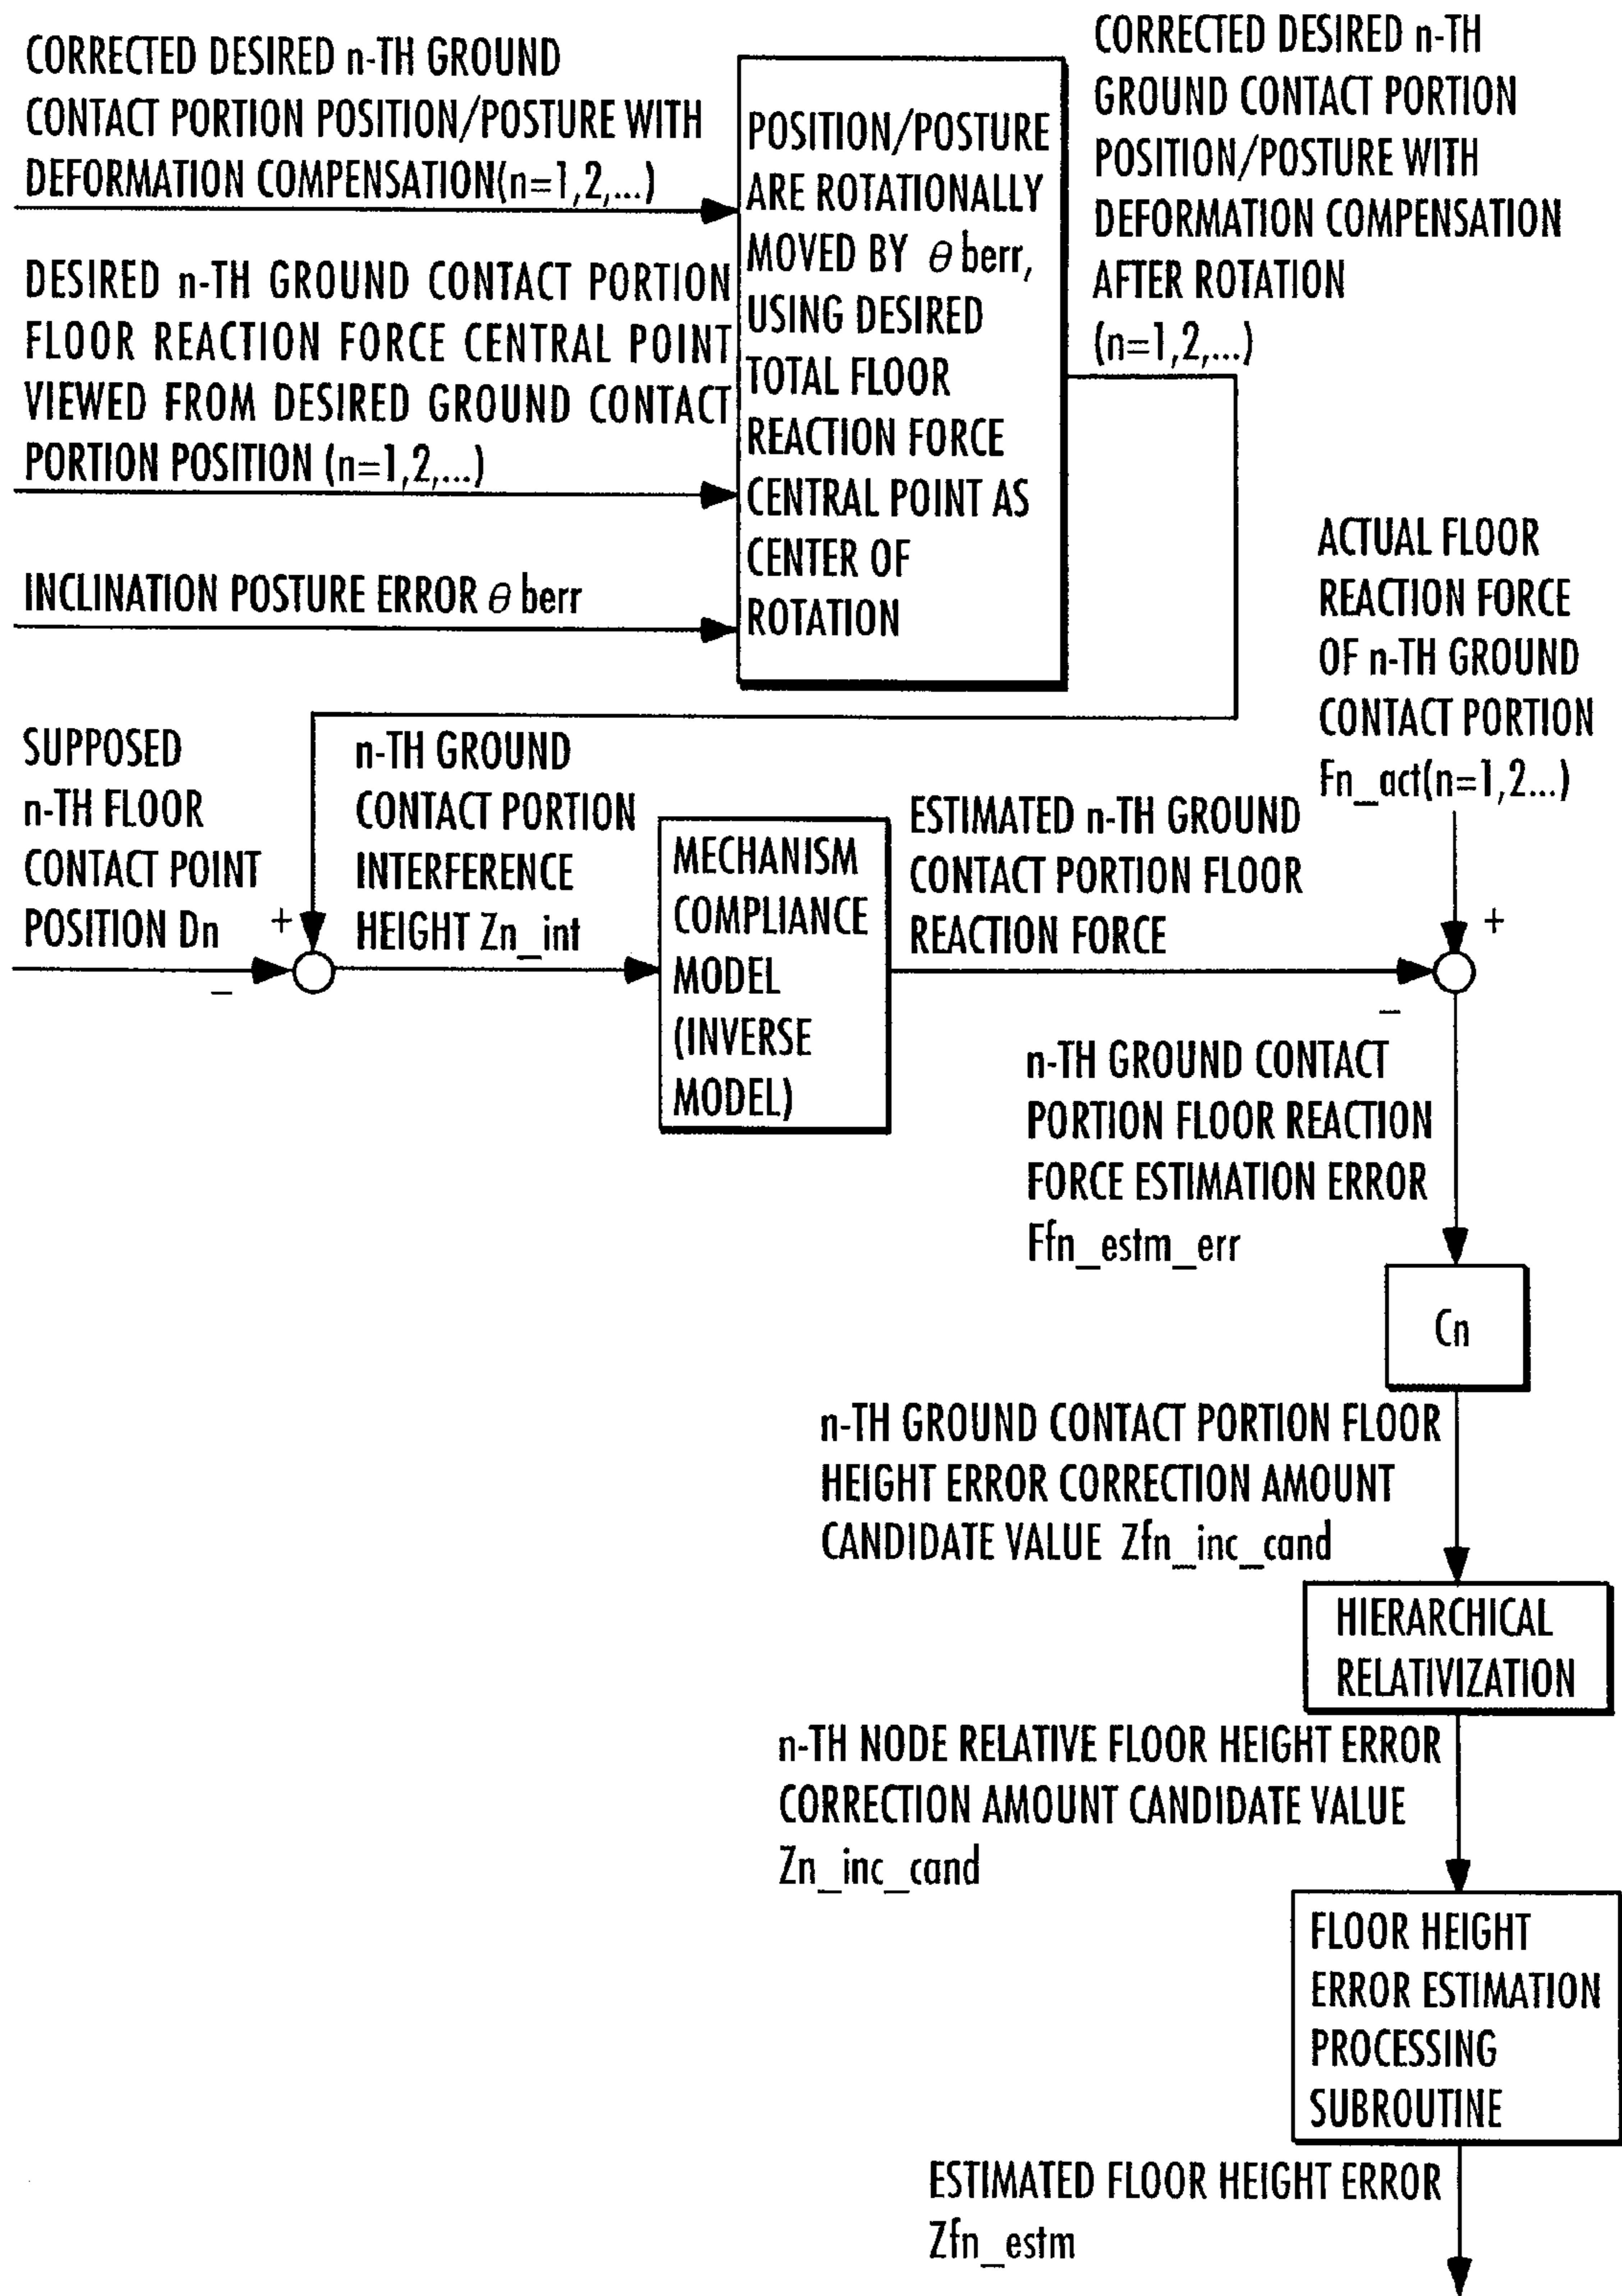 CORRECTED DESIRED n-TH GROUND
CONTACT PORTION POSITION/POSTURE WITH
DEFORMATION COMPENSATION(n=1,2,...)
DESIRED n-TH GROUND CONTACT PORTION
FLOOR REACTION FORCE CENTRAL POINT
VIEWED FROM DESIRED GROUND CONTACT
PORTION POSITION (n=1,2,...)
INCLINATION POSTURE ERROR θ berr
POSITION/POSTURE
ARE ROTATIONALLY
MOVED BY θ berr,
USING DESIRED
TOTAL FLOOR
REACTION FORCE
CENTRAL POINT AS
CENTER OF
ROTATION
CORRECTED DESIRED n-TH
GROUND CONTACT PORTION
POSITION/POSTURE WITH
DEFORMATION COMPENSATION
AFTER ROTATION
(n=1,2,...)
ACTUAL FLOOR
REACTION FORCE
OF n-TH GROUND
CONTACT PORTION
Fn_act(n=1,2...)
SUPPOSED
n-TH FLOOR
CONTACT POINT
POSITION Dn
+
−
n-TH GROUND
CONTACT PORTION
INTERFERENCE
HEIGHT Zn_int
MECHANISM
COMPLIANCE
MODEL
(INVERSE
MODEL)
ESTIMATED n-TH GROUND
CONTACT PORTION FLOOR
REACTION FORCE
+
−
n-TH GROUND CONTACT
PORTION FLOOR REACTION
FORCE ESTIMATION ERROR
Ffn_estm_err
Cn
n-TH GROUND CONTACT PORTION FLOOR
HEIGHT ERROR CORRECTION AMOUNT
CANDIDATE VALUE Zfn_inc_cand
HIERARCHICAL
RELATIVIZATION
n-TH NODE RELATIVE FLOOR HEIGHT ERROR
CORRECTION AMOUNT CANDIDATE VALUE
Zn_inc_cand
FLOOR HEIGHT
ERROR ESTIMATION
PROCESSING
SUBROUTINE
ESTIMATED FLOOR HEIGHT ERROR
Zfn_estm